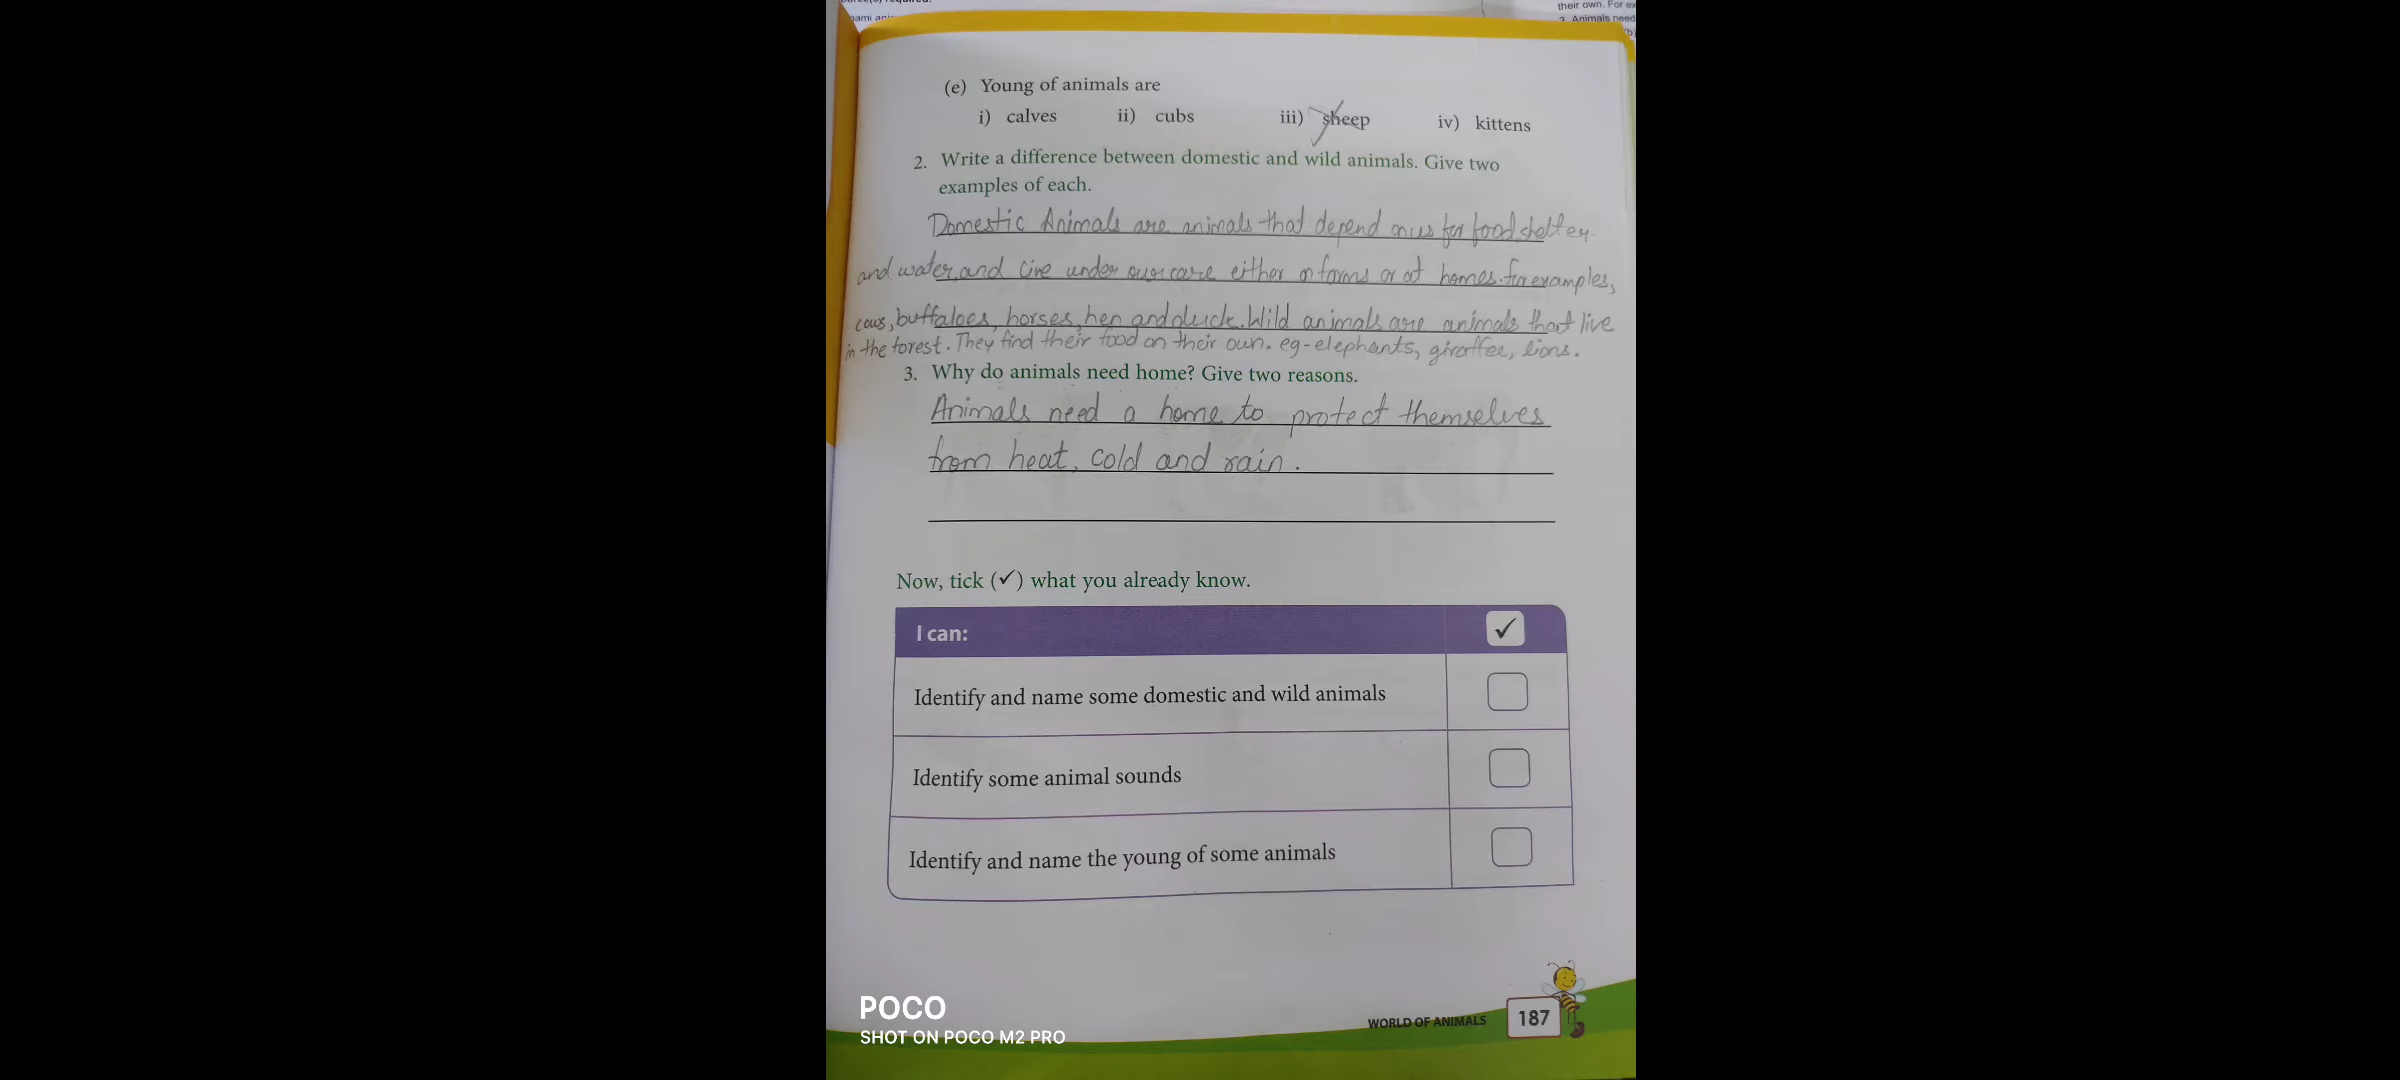 required.
their own. For
Animals need
(e) Young of animals are
i) calves ii) cubs iii) sheep iv) kittens
2. Write a difference between domestic and wild animals. Give two
examples of each.
Domestic Animals are animals that depend on us for food, shelter
and water, and live under our care either on farms or at homes. For examples,
cows, buffaloes, horses, hen and duck. Wild animals are animals that live
in the forest. They find their food on their own. eg - elephants, giraffee, lions.
3. Why do animals need home? Give two reasons.
Animals need a home to protect themselves
from heat, cold and rain.
Now, tick (✓) what you already know.
I can: ✓
Identify and name some domestic and wild animals
Identify some animal sounds
Identify and name the young of some animals
POCO
SHOT ON POCO M2 PRO
WORLD OF ANIMALS 187